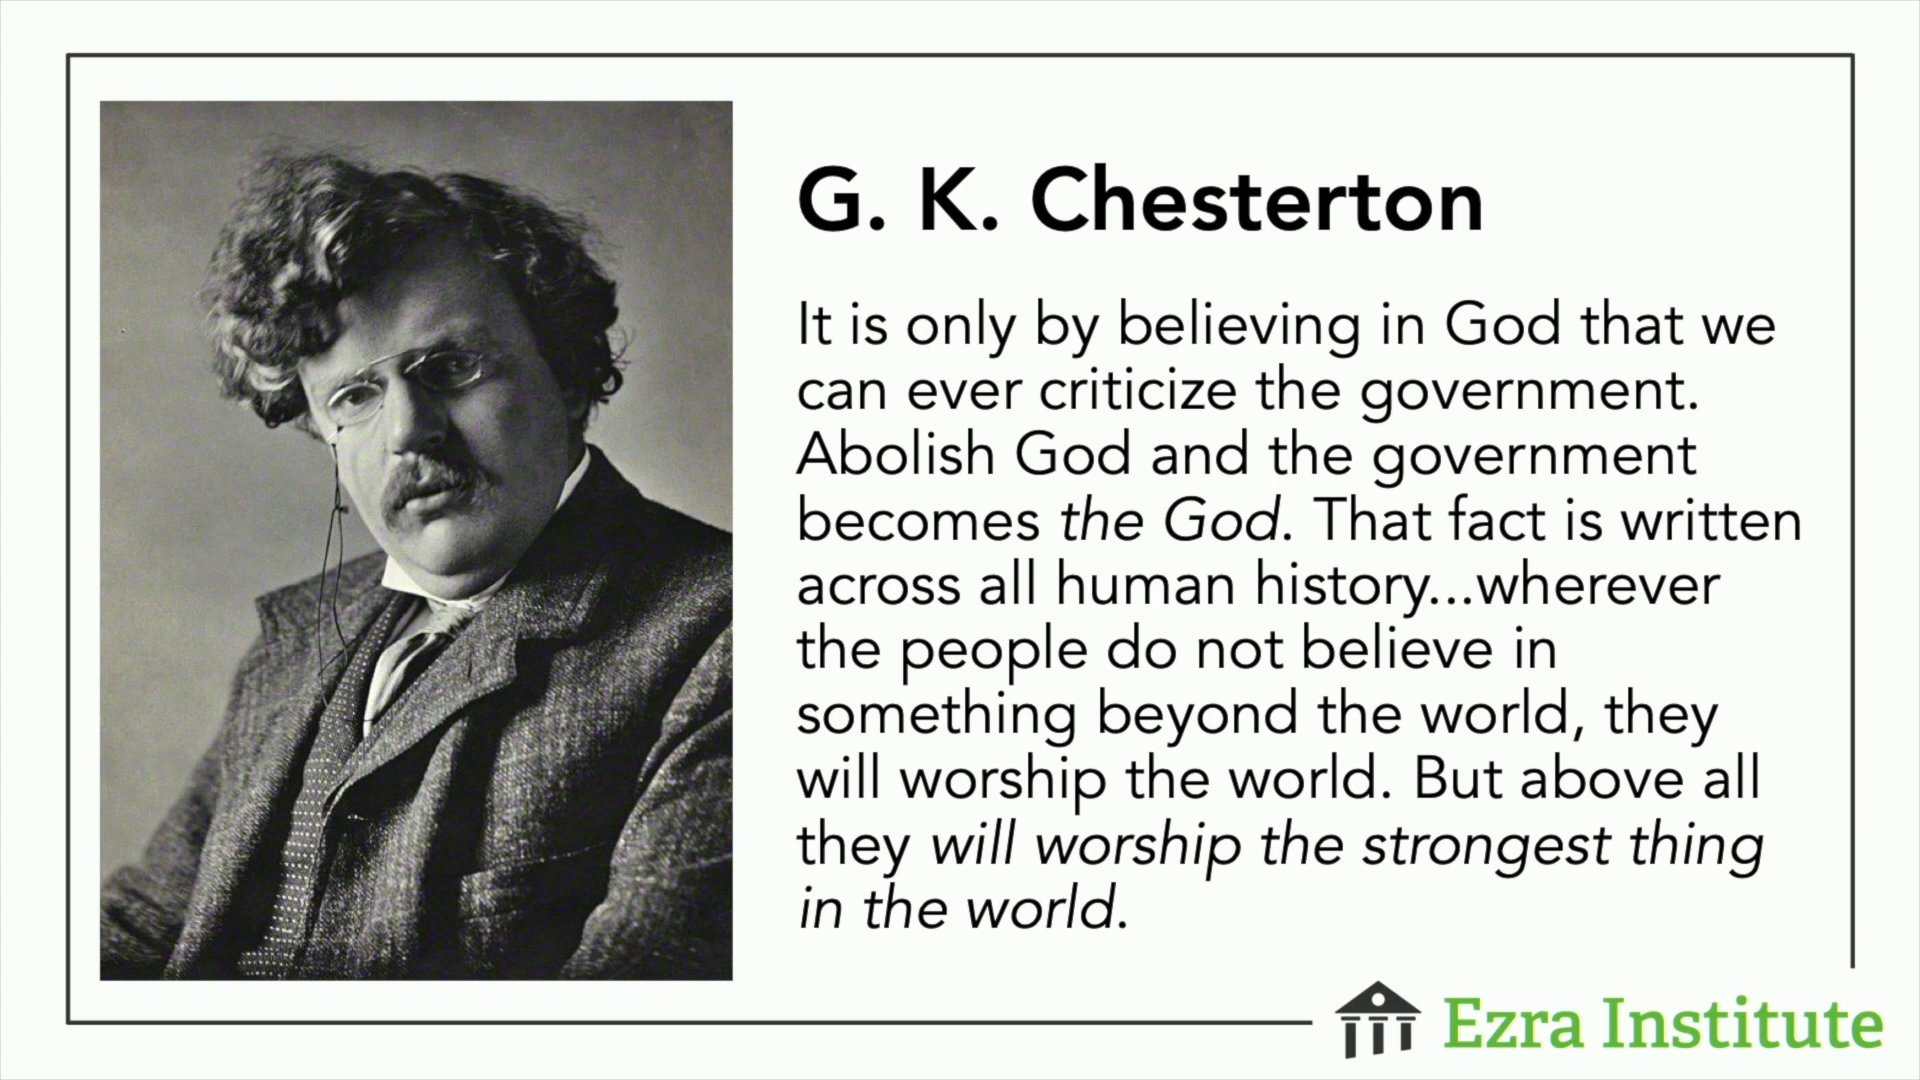 G. K. Chesterton
It is only by believing in God that we
can ever criticize the government.
Abolish God and the government
becomes the God. That fact is written
across all human history...wherever
the people do not believe in
something beyond the world, they
will worship the world. But above all
they will worship the strongest thing
in the world.
Ezra Institute